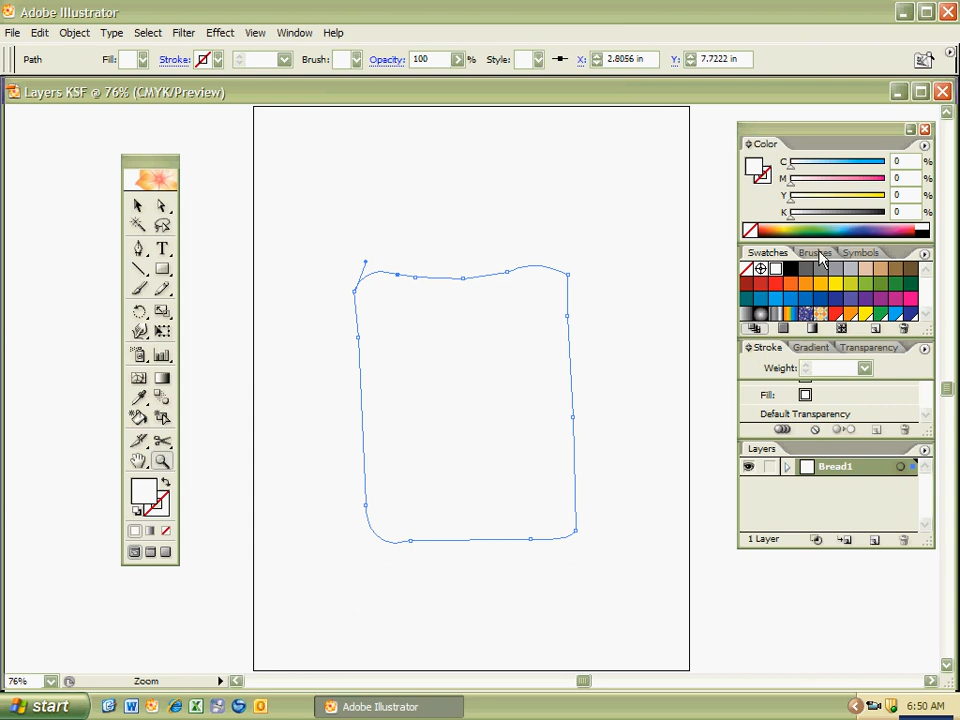 Adobe Illustrator
File Edit Object Type Select Filter Effect View Window Help
Path Fill: Stroke: Brush: Opacity: 100 % Style: X: 2.8056 in Y: 7.7222 in
Layers KSF @ 76% (CMYK/Preview)
Color
C 0 %
M 0 %
Y 0 %
K 0 %
Swatches Brushes Symbols
Stroke Gradient Transparency
Weight:
Fill:
Default Transparency
Layers
Bread1
1 Layer
76% Zoom
start Adobe Illustrator 6:50 AM